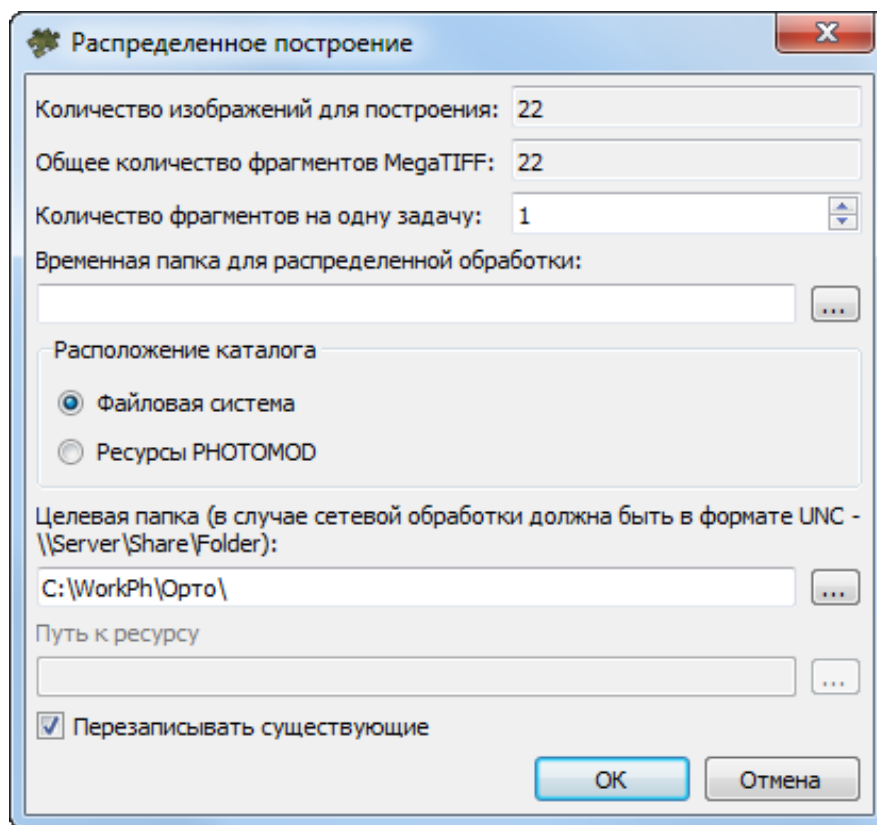 Распределенное построение
Количество изображений для построения: 22
Общее количество фрагментов MegaTIFF: 22
Количество фрагментов на одну задачу: 1
Временная папка для распределенной обработки:
...
Расположение каталога
Файловая система
Ресурсы PHOTOMOD
Целевая папка (в случае сетевой обработки должна быть в формате UNC -
\\Server\Share\Folder):
C:\WorkPh\Орто\ ...
Путь к ресурсу
...
Перезаписывать существующие
OK Отмена